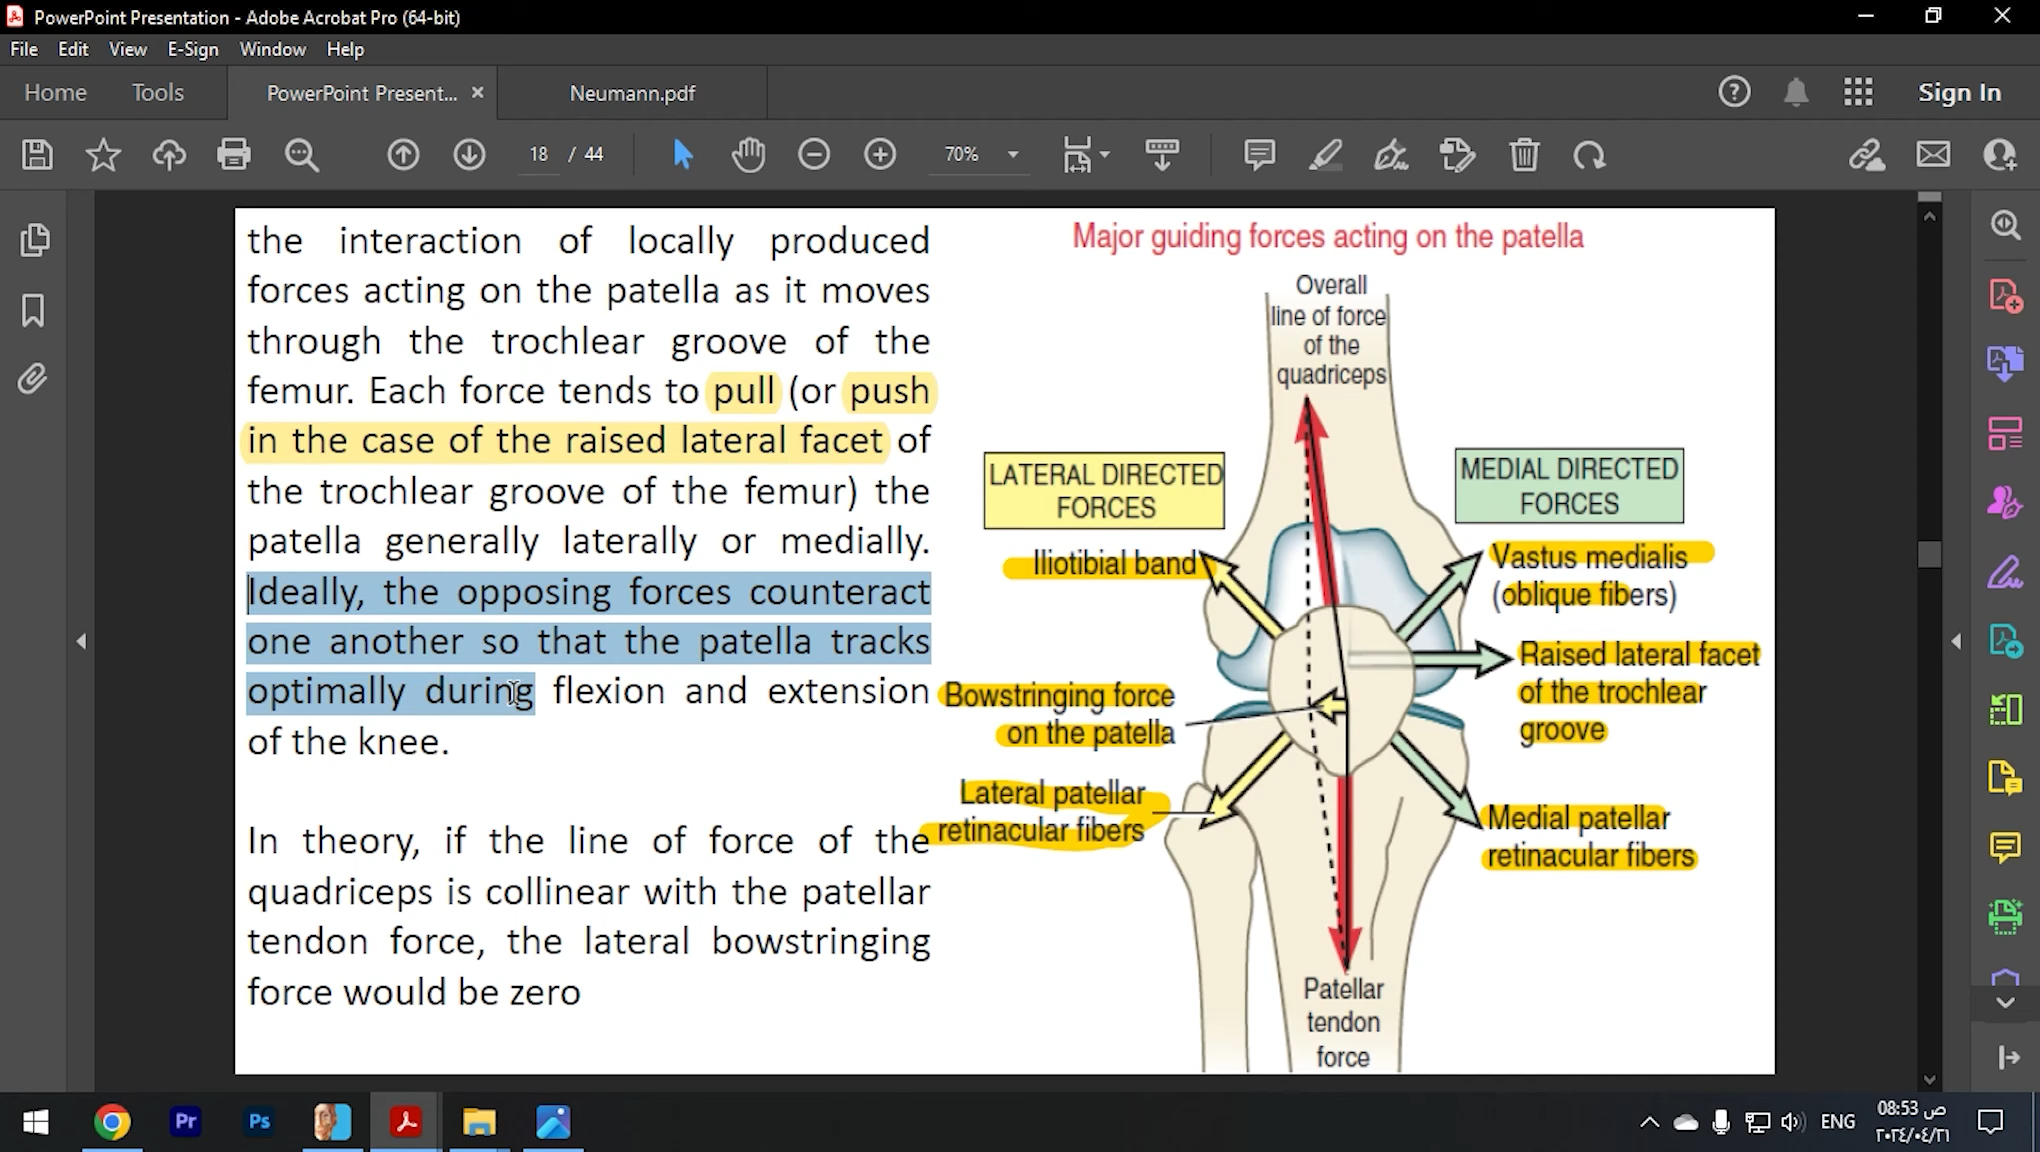 PowerPoint Presentation - Adobe Acrobat Pro (64-bit)
File Edit View E-Sign Window Help
Home Tools PowerPoint Present... × Neumann.pdf Sign In
18 / 44 70%
the interaction of locally produced
forces acting on the patella as it moves
through the trochlear groove of the
femur. Each force tends to pull (or push
in the case of the raised lateral facet of
the trochlear groove of the femur) the
patella generally laterally or medially.
Ideally, the opposing forces counteract
one another so that the patella tracks
optimally during flexion and extension
of the knee.
In theory, if the line of force of the
quadriceps is collinear with the patellar
tendon force, the lateral bowstringing
force would be zero
Major guiding forces acting on the patella
Overall
line of force
of the
quadriceps
LATERAL DIRECTED
FORCES
Iliotibial band
Bowstringing force
on the patella
Lateral patellar
retinacular fibers
MEDIAL DIRECTED
FORCES
Vastus medialis
(oblique fibers)
Raised lateral facet
of the trochlear
groove
Medial patellar
retinacular fibers
Patellar
tendon
force
Pr Ps
ENG
08:53 ص
٢٠٢٤/٠٤/٢١